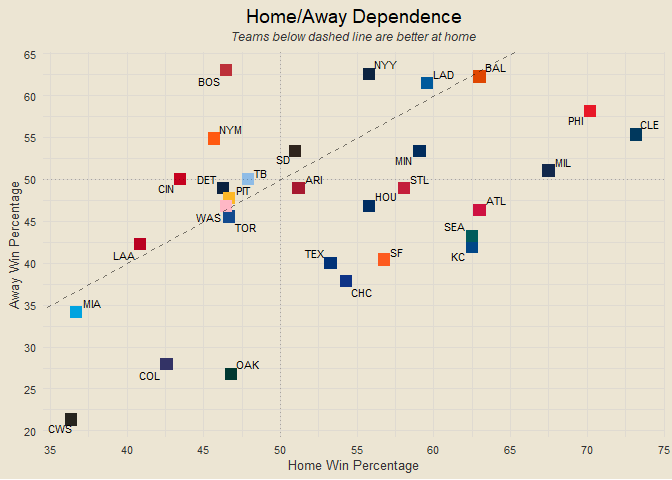 Home/Away Dependence
Teams below dashed line are better at home
65
60
55
50
45
40
35
30
25
20
Away Win Percentage
BOS
NYY
LAD
BAL
PHI
CLE
NYM
SD
MIN
MIL
CIN
DET
TB
PIT
ARI
STL
HOU
ATL
WAS
TOR
SEA
KC
LAA
TEX
SF
CHC
MIA
COL
OAK
CWS
35
40
45
50
55
60
65
70
75
Home Win Percentage